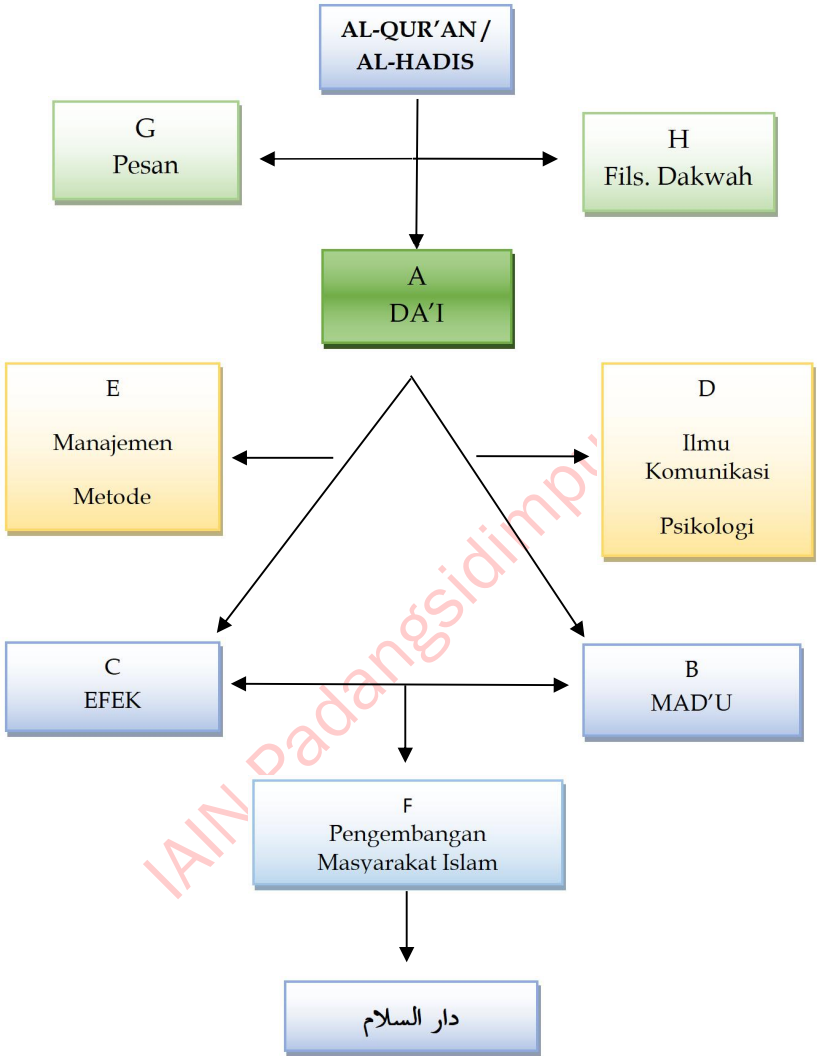 AL-QUR’AN /
AL-HADIS
G
Pesan
H
Fils. Dakwah
A
DA’I
E
Manajemen
Metode
D
Ilmu
Komunikasi
Psikologi
C
EFEK
B
MAD’U
F
Pengembangan
Masyarakat Islam
دار السلام
IAIN Padangsidimpu